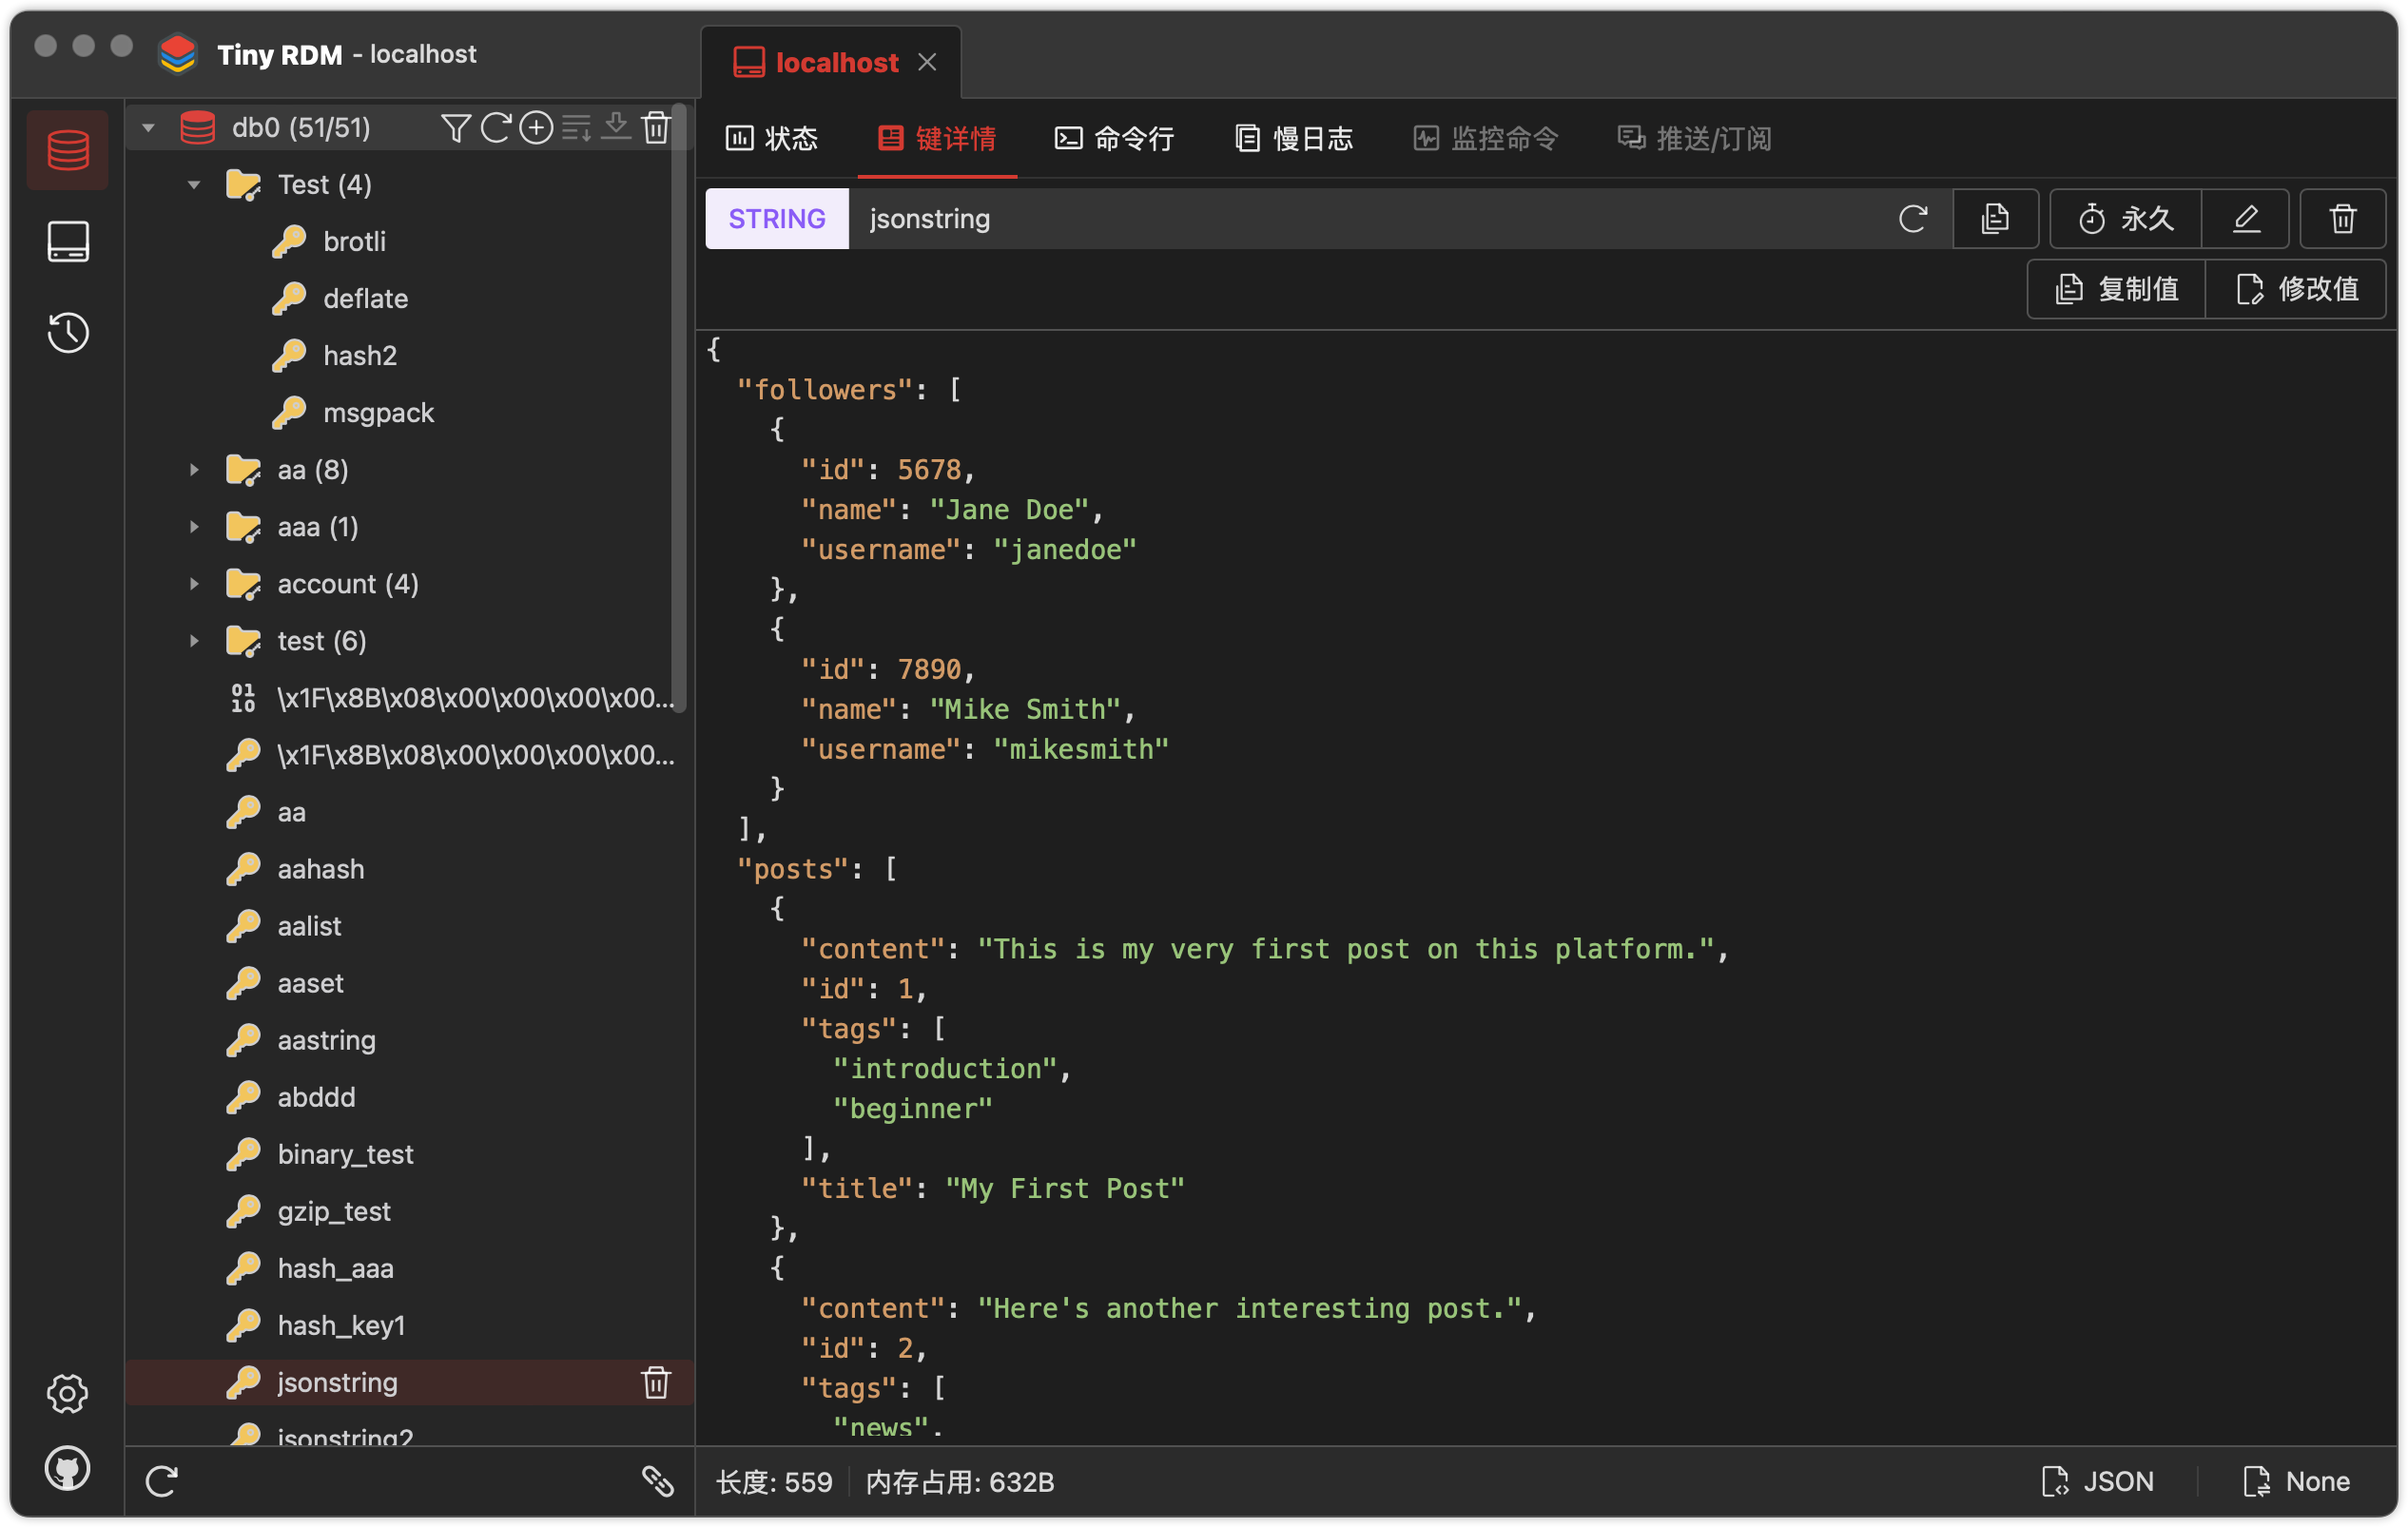 Tiny RDM - localhost
localhost
db0 (51/51)
Test (4)
brotli
deflate
hash2
msgpack
aa (8)
aaa (1)
account (4)
test (6)
\x1F\x8B\x08\x00\x00\x00\x00...
\x1F\x8B\x08\x00\x00\x00\x00...
aa
aahash
aalist
aaset
aastring
abddd
binary_test
gzip_test
hash_aaa
hash_key1
jsonstring
jsonstring2
状态 键详情 命令行 慢日志 监控命令 推送/订阅
STRING jsonstring 永久
复制值 修改值
{
"followers": [
{
"id": 5678,
"name": "Jane Doe",
"username": "janedoe"
},
{
"id": 7890,
"name": "Mike Smith",
"username": "mikesmith"
}
],
"posts": [
{
"content": "This is my very first post on this platform.",
"id": 1,
"tags": [
"introduction",
"beginner"
],
"title": "My First Post"
},
{
"content": "Here's another interesting post.",
"id": 2,
"tags": [
"news",
长度: 559 内存占用: 632B JSON None